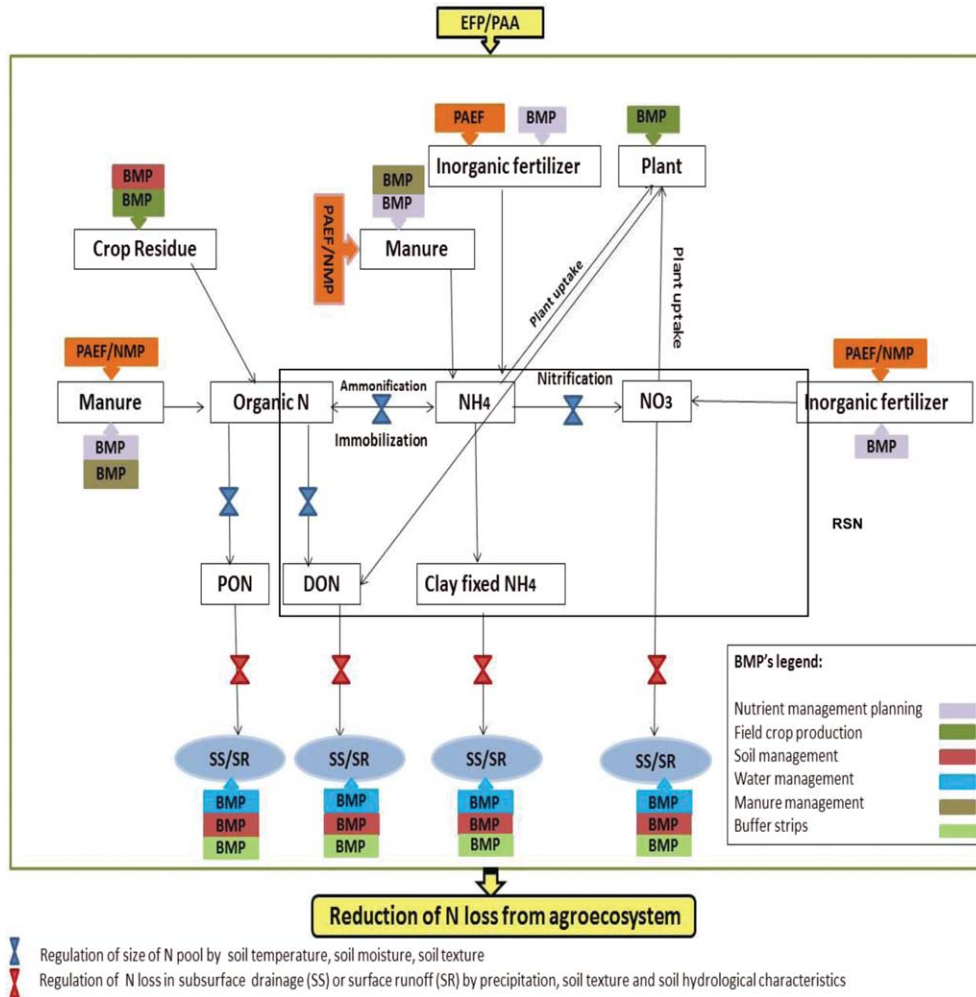 EFP/PAA
PAEF
BMP
BMP
Inorganic fertilizer
Plant
BMP
BMP
BMP
BMP
PAEF/NMP
Crop Residue
Manure
Plant uptake
Plant uptake
PAEF/NMP
PAEF/NMP
Manure
Organic N
Ammonification
Immobilization
NH4
Nitrification
NO3
Inorganic fertilizer
BMP
BMP
BMP
RSN
PON
DON
Clay fixed NH4
BMP's legend:
Nutrient management planning
Field crop production
Soil management
Water management
Manure management
Buffer strips
SS/SR
SS/SR
SS/SR
SS/SR
BMP
BMP
BMP
BMP
BMP
BMP
BMP
BMP
BMP
BMP
BMP
BMP
Reduction of N loss from agroecosystem
Regulation of size of N pool by soil temperature, soil moisture, soil texture
Regulation of N loss in subsurface drainage (SS) or surface runoff (SR) by precipitation, soil texture and soil hydrological characteristics